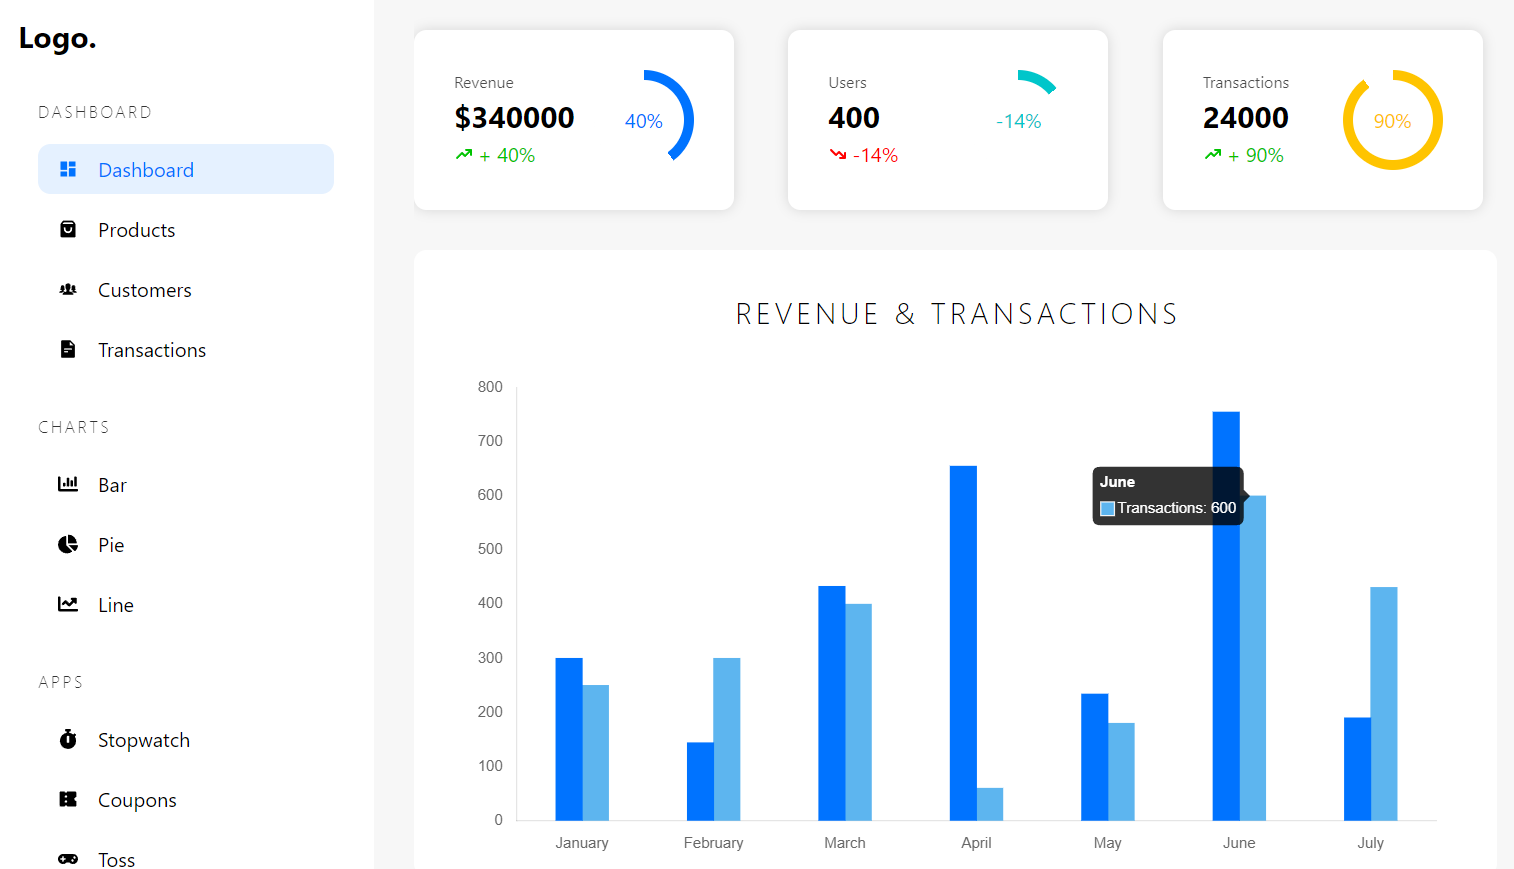 Logo.
DASHBOARD
Dashboard
Products
Customers
Transactions
CHARTS
Bar
Pie
Line
APPS
Stopwatch
Coupons
Toss
Revenue
$340000
+ 40%
40%
Users
400
-14%
-14%
Transactions
24000
+ 90%
90%
REVENUE & TRANSACTIONS
800
700
600
500
400
300
200
100
0
June
Transactions: 600
January February March April May June July